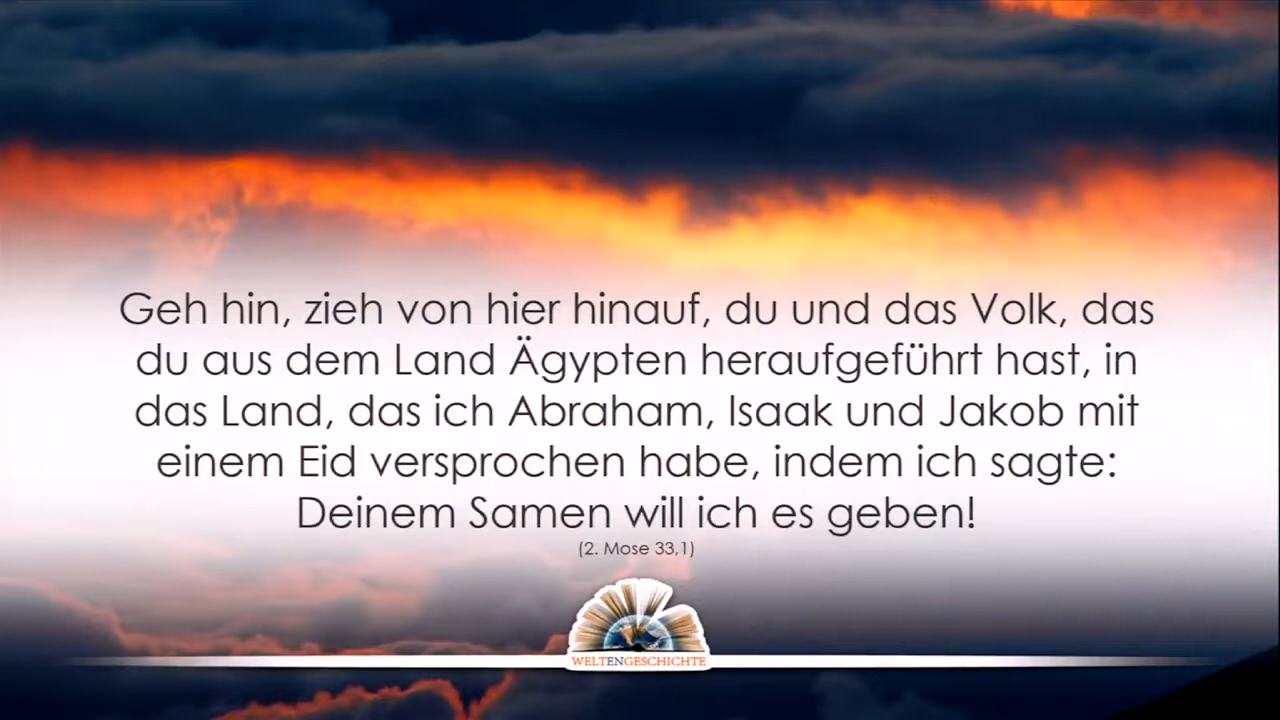 Geh hin, zieh von hier hinauf, du und das Volk, das
du aus dem Land Ägypten heraufgeführt hast, in
das Land, das ich Abraham, Isaak und Jakob mit
einem Eid versprochen habe, indem ich sagte:
Deinem Samen will ich es geben!
(2. Mose 33,1)
WELTENGESCHICHTE